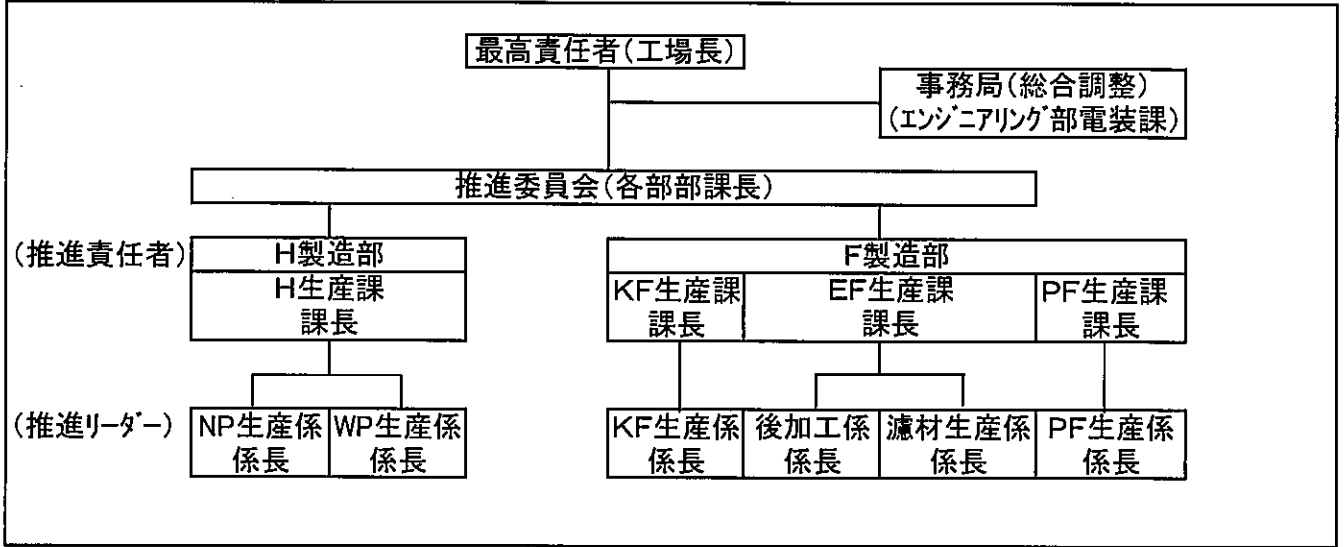 最高責任者(工場長)
事務局(総合調整)
(エンジニアリング部電装課)
推進委員会(各部部課長)
(推進責任者)
H製造部
F製造部
H生産課
課長
KF生産課
課長
EF生産課
課長
PF生産課
課長
(推進リーダー)
NP生産係
係長
WP生産係
係長
KF生産係
係長
後加工係
係長
濾材生産係
係長
PF生産係
係長